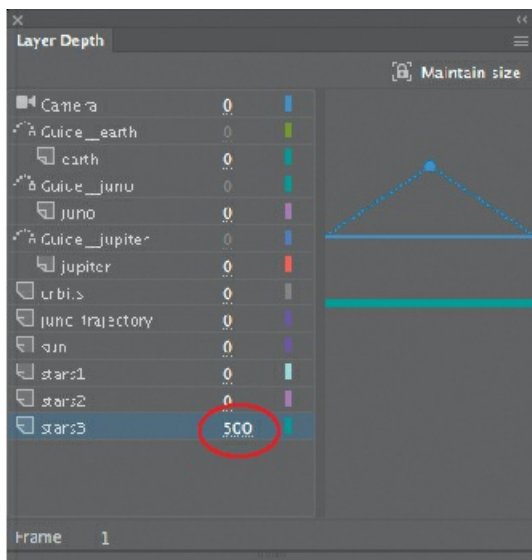 Layer Depth
Maintain size
Camera 0
Guide_earth 0
earth 0
Guide_juno 0
juno 0
Guide_jupiter 0
jupiter 0
orbits 0
juno trajectory 0
sun 0
stars1 0
stars2 0
stars3 500
Frame 1